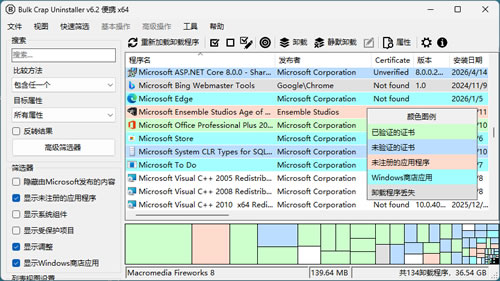 Bulk Crap Uninstaller v6.2 便携 x64
文件 视图 快速筛选 基本操作 高级操作 工具 帮助
搜索
搜索...
比较方法
包含任一个
目标属性
所有属性
反转结果
高级筛选器
筛选器
隐藏由Microsoft发布的内容
显示未注册的应用程序
显示系统组件
显示受保护项目
显示调整
显示Windows商店应用
列表视图设置
重新加载卸载程序 卸载 静默卸载 属性
程序名 发布者 Certificate 版本 安装日期
Microsoft ASP.NET Core 8.0.0 - Shar... Microsoft Corporation Unverified 8.0.0.2... 2026/4/14
Microsoft Bing Webmaster Tools Google\Chrome Not found 1.0 2024/11/9
Microsoft Edge Microsoft Corporation Not found 2026/1/5
Microsoft Ensemble Studios Age of ... Ensemble Studios /11
Microsoft Office Professional Plus 20... Microsoft Corporation /10
Microsoft Store Microsoft Corporation
Microsoft System CLR Types for SQL... Microsoft Corporation
Microsoft To Do Microsoft Corporation
Microsoft Visual C++ 2005 Redistrib... Microsoft Corporation
Microsoft Visual C++ 2008 Redistrib... Microsoft Corporation
Microsoft Visual C++ 2010 x64 Redi... Microsoft Corporation Not found 10.0.40... 2025/12/...
颜色图例
已验证的证书
未验证的证书
未注册的应用程序
Windows商店应用
卸载程序丢失
Macromedia Fireworks 8 139.64 MB 共134卸载程序, 36.54 GB